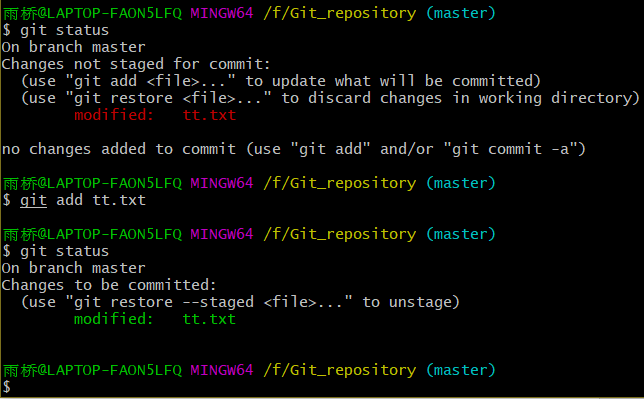 雨桥@LAPTOP-FAON5LFQ MINGW64 /f/Git_repository (master)
$ git status
On branch master
Changes not staged for commit:
  (use "git add <file>..." to update what will be committed)
  (use "git restore <file>..." to discard changes in working directory)
        modified:   tt.txt

no changes added to commit (use "git add" and/or "git commit -a")

雨桥@LAPTOP-FAON5LFQ MINGW64 /f/Git_repository (master)
$ git add tt.txt

雨桥@LAPTOP-FAON5LFQ MINGW64 /f/Git_repository (master)
$ git status
On branch master
Changes to be committed:
  (use "git restore --staged <file>..." to unstage)
        modified:   tt.txt


雨桥@LAPTOP-FAON5LFQ MINGW64 /f/Git_repository (master)
$